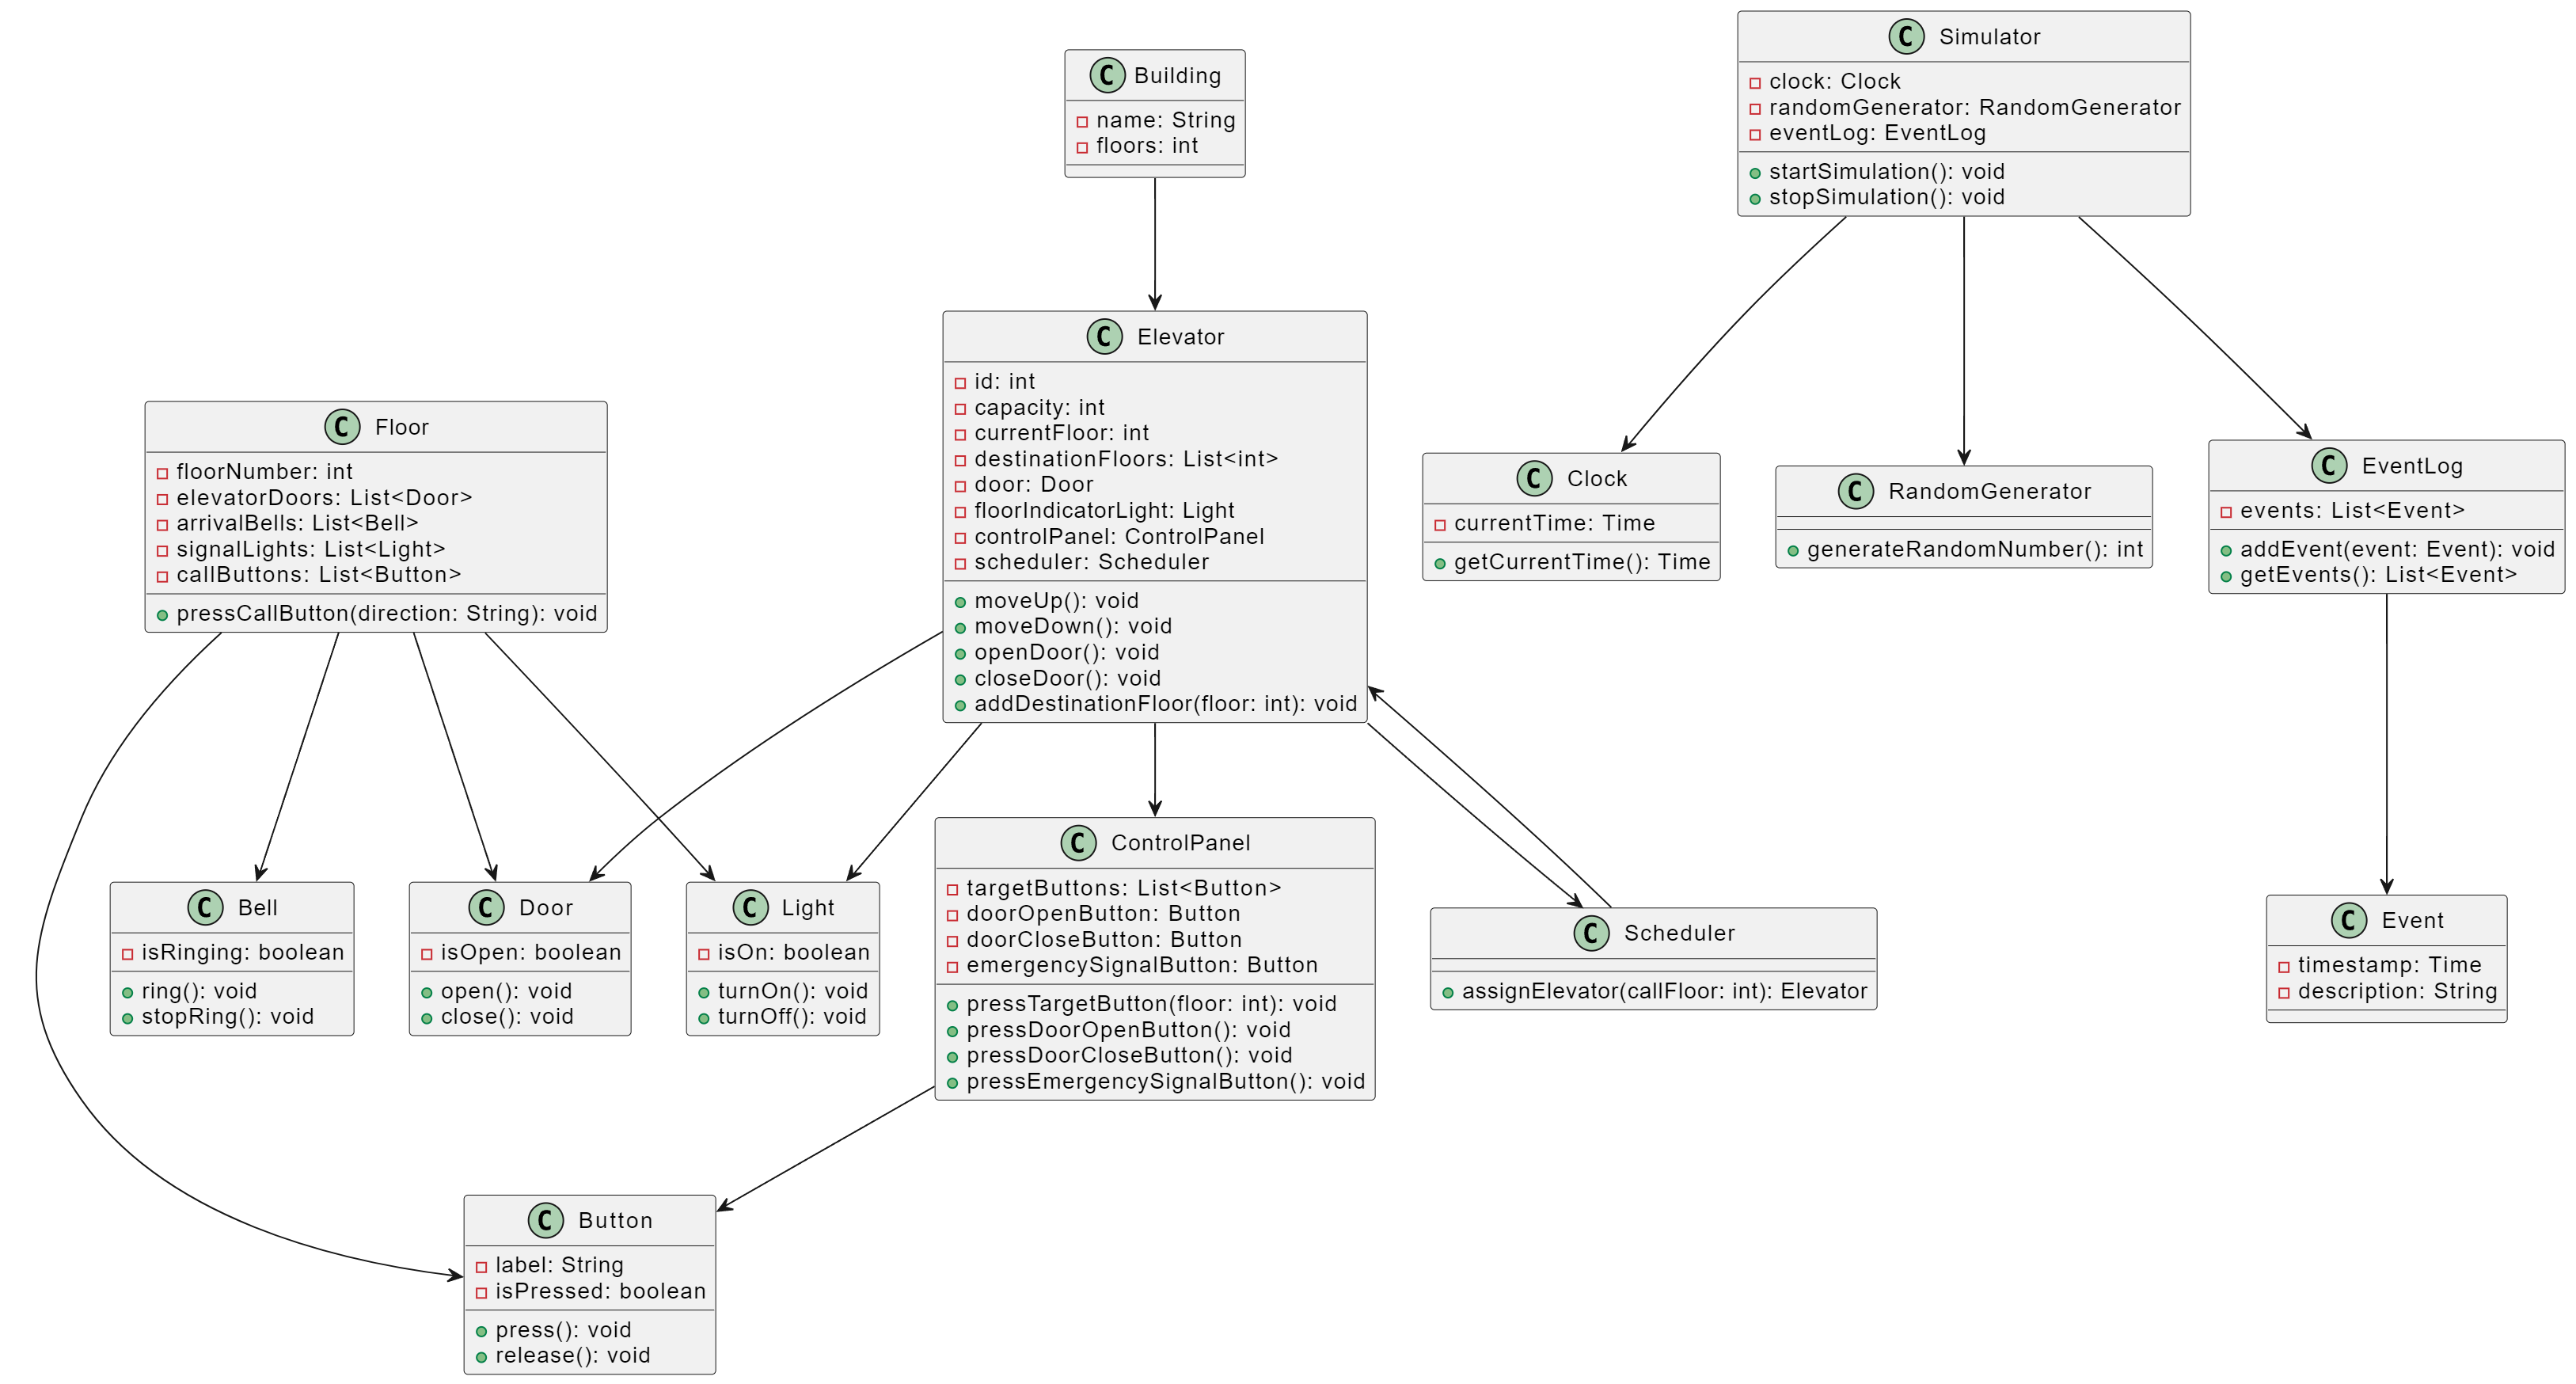 C Building
name: String
floors: int
C Simulator
clock: Clock
randomGenerator: RandomGenerator
eventLog: EventLog
startSimulation(): void
stopSimulation(): void
C Elevator
id: int
capacity: int
currentFloor: int
destinationFloors: List<int>
door: Door
floorIndicatorLight: Light
controlPanel: ControlPanel
scheduler: Scheduler
moveUp(): void
moveDown(): void
openDoor(): void
closeDoor(): void
addDestinationFloor(floor: int): void
C Floor
floorNumber: int
elevatorDoors: List<Door>
arrivalBells: List<Bell>
signalLights: List<Light>
callButtons: List<Button>
pressCallButton(direction: String): void
C Clock
currentTime: Time
getCurrentTime(): Time
C RandomGenerator
generateRandomNumber(): int
C EventLog
events: List<Event>
addEvent(event: Event): void
getEvents(): List<Event>
C Bell
isRinging: boolean
ring(): void
stopRing(): void
C Door
isOpen: boolean
open(): void
close(): void
C Light
isOn: boolean
turnOn(): void
turnOff(): void
C ControlPanel
targetButtons: List<Button>
doorOpenButton: Button
doorCloseButton: Button
emergencySignalButton: Button
pressTargetButton(floor: int): void
pressDoorOpenButton(): void
pressDoorCloseButton(): void
pressEmergencySignalButton(): void
C Scheduler
assignElevator(callFloor: int): Elevator
C Event
timestamp: Time
description: String
C Button
label: String
isPressed: boolean
press(): void
release(): void